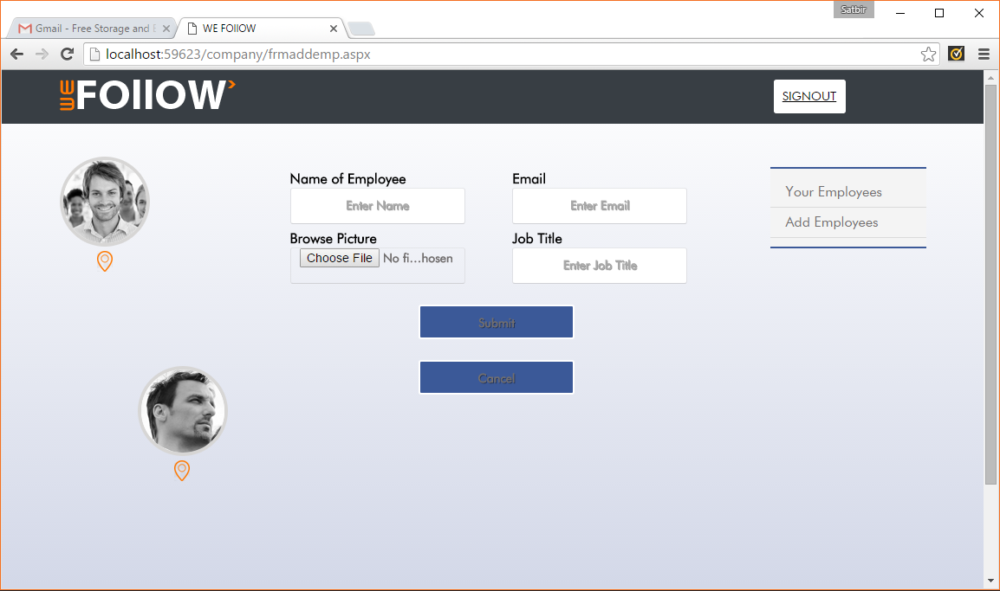 Satbir
Gmail - Free Storage and E
WE FOllOW
localhost:59623/company/frmaddemp.aspx
WE FOllOW
SIGNOUT
Name of Employee
Email
Enter Name
Enter Email
Browse Picture
Job Title
Choose File No fi...hosen
Enter Job Title
Submit
Cancel
Your Employees
Add Employees